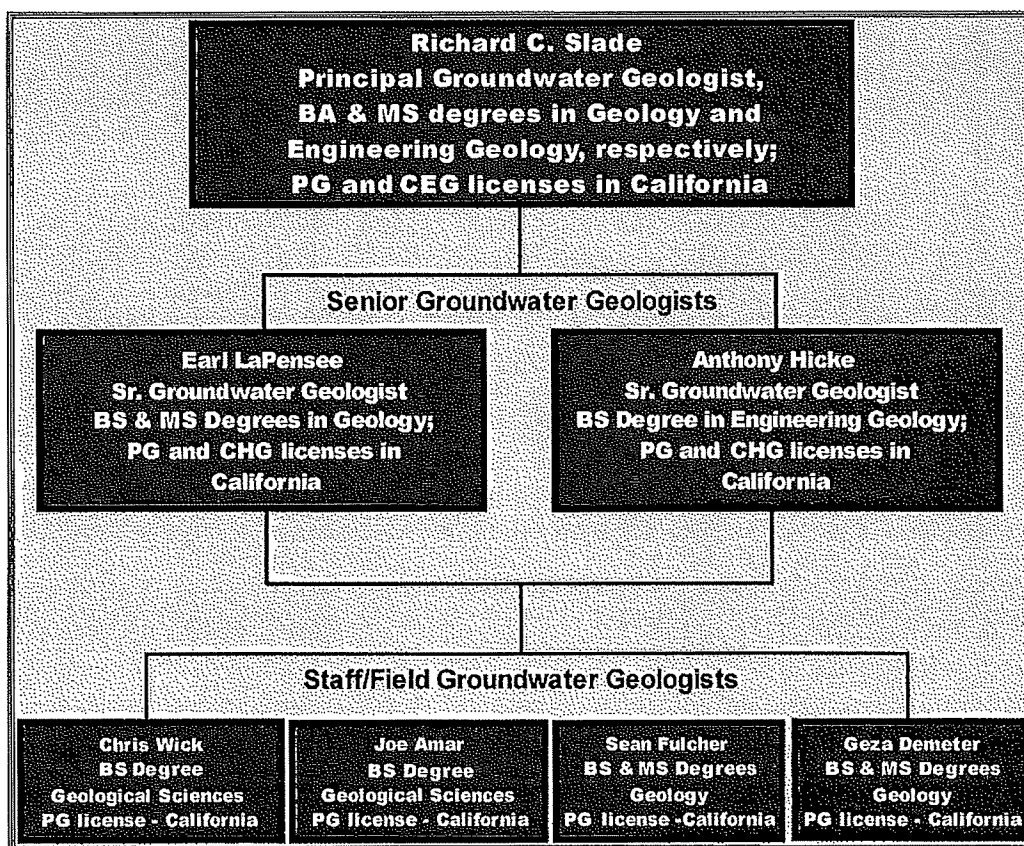 Richard C. Slade
Principal Groundwater Geologist,
BA & MS degrees in Geology and
Engineering Geology, respectively;
PG and CEG licenses in California
Senior Groundwater Geologists
Earl LaPensee
Sr. Groundwater Geologist
BS & MS Degrees in Geology;
PG and CHG licenses in
California
Anthony Hicke
Sr. Groundwater Geologist
BS Degree in Engineering Geology;
PG and CHG licenses in
California
Staff/Field Groundwater Geologists
Chris Wick
BS Degree
Geological Sciences
PG license - California
Joe Amar
BS Degree
Geological Sciences
PG license - California
Sean Fulcher
BS & MS Degrees
Geology
PG license -California
Geza Demeter
BS & MS Degrees
Geology
PG license - California